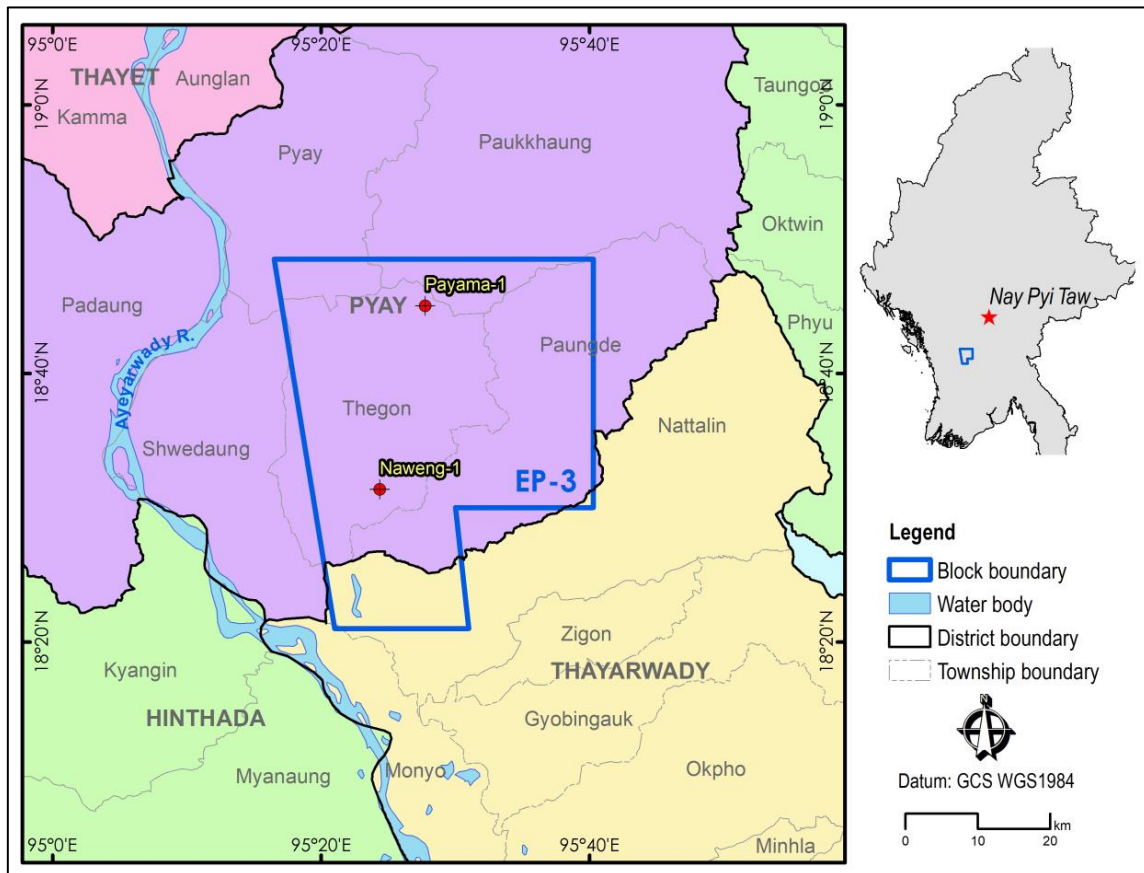 95°0'E
95°20'E
95°40'E
THAYET
Aunglan
Kamma
Taungoo
19°0'N
19°0'N
Pyay
Paukkhaung
Oktwin
Nay Pyi Taw
Padaung
PYAY
Payama-1
Phyu
Ayeyarwady R.
Paungde
18°40'N
18°40'N
Thegon
Nattalin
Shwedaung
Naweng-1
EP-3
Legend
Block boundary
Water body
District boundary
Township boundary
18°20'N
18°20'N
Zigon
Kyangin
THAYARWADY
HINTHADA
Gyobingauk
N
Myanaung
Monyo
Okpho
Datum: GCS WGS1984
km
0 10 20
Minhla
95°0'E
95°20'E
95°40'E